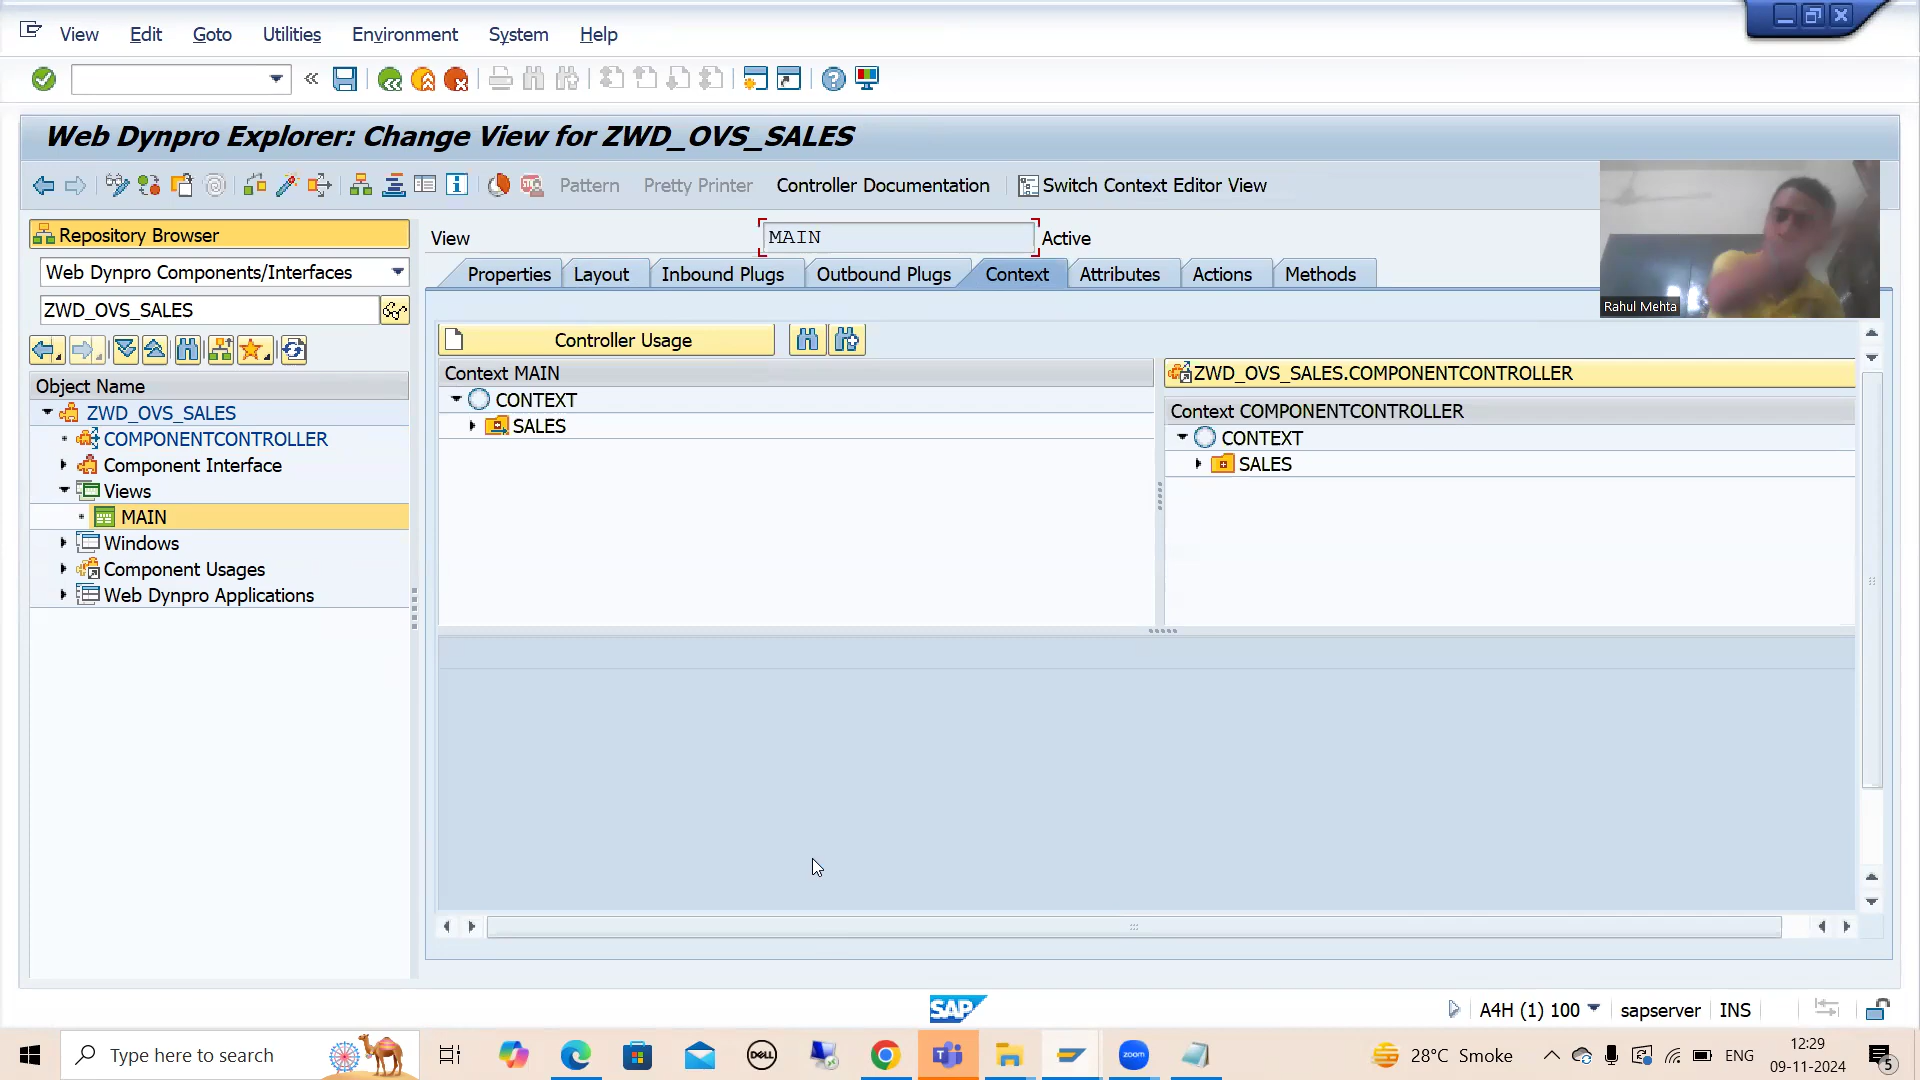 View Edit Goto Utilities Environment System Help
Web Dynpro Explorer: Change View for ZWD_OVS_SALES
Pattern Pretty Printer Controller Documentation Switch Context Editor View
Repository Browser
Web Dynpro Components/Interfaces
ZWD_OVS_SALES
Object Name
ZWD_OVS_SALES
COMPONENTCONTROLLER
Component Interface
Views
MAIN
Windows
Component Usages
Web Dynpro Applications
View MAIN Active
Properties Layout Inbound Plugs Outbound Plugs Context Attributes Actions Methods
Controller Usage
Context MAIN
CONTEXT
SALES
ZWD_OVS_SALES.COMPONENTCONTROLLER
Context COMPONENTCONTROLLER
CONTEXT
SALES
Rahul Mehta
SAP
A4H (1) 100 sapserver INS
Type here to search
DELL
zoom
28°C Smoke
ENG
12:29
09-11-2024
5